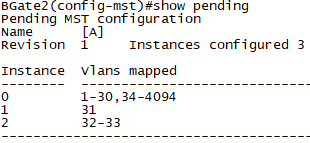 BGate2(config-mst)#show pending
Pending MST configuration
Name      [A]
Revision  1     Instances configured 3

Instance  Vlans mapped
--------  ------------------------------
0         1-30,34-4094
1         31
2         32-33
----------------------------------------